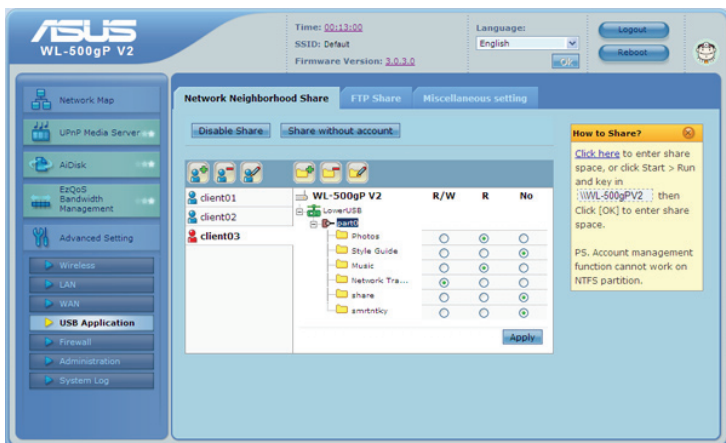 ASUS
WL-500gP V2
Time: 00:13:00
SSID: Default
Firmware Version: 3.0.3.0
Language:
English
OK
Logout
Reboot
Network Map
UPnP Media Server
AiDisk
EzQoS
Bandwidth
Management
Advanced Setting
Wireless
LAN
WAN
USB Application
Firewall
Administration
System Log
Network Neighborhood Share
FTP Share
Miscellaneous setting
Disable Share
Share without account
client01
client02
client03
WL-500gP V2 R/W R No
LowerUSB
part0
Photos
Style Guide
Music
Network Tra...
share
smrtntky
Apply
How to Share?
Click here to enter share
space, or click Start > Run
and key in
\\WL-500gPV2 then
Click [OK] to enter share
space.
PS. Account management
function cannot work on
NTFS partition.